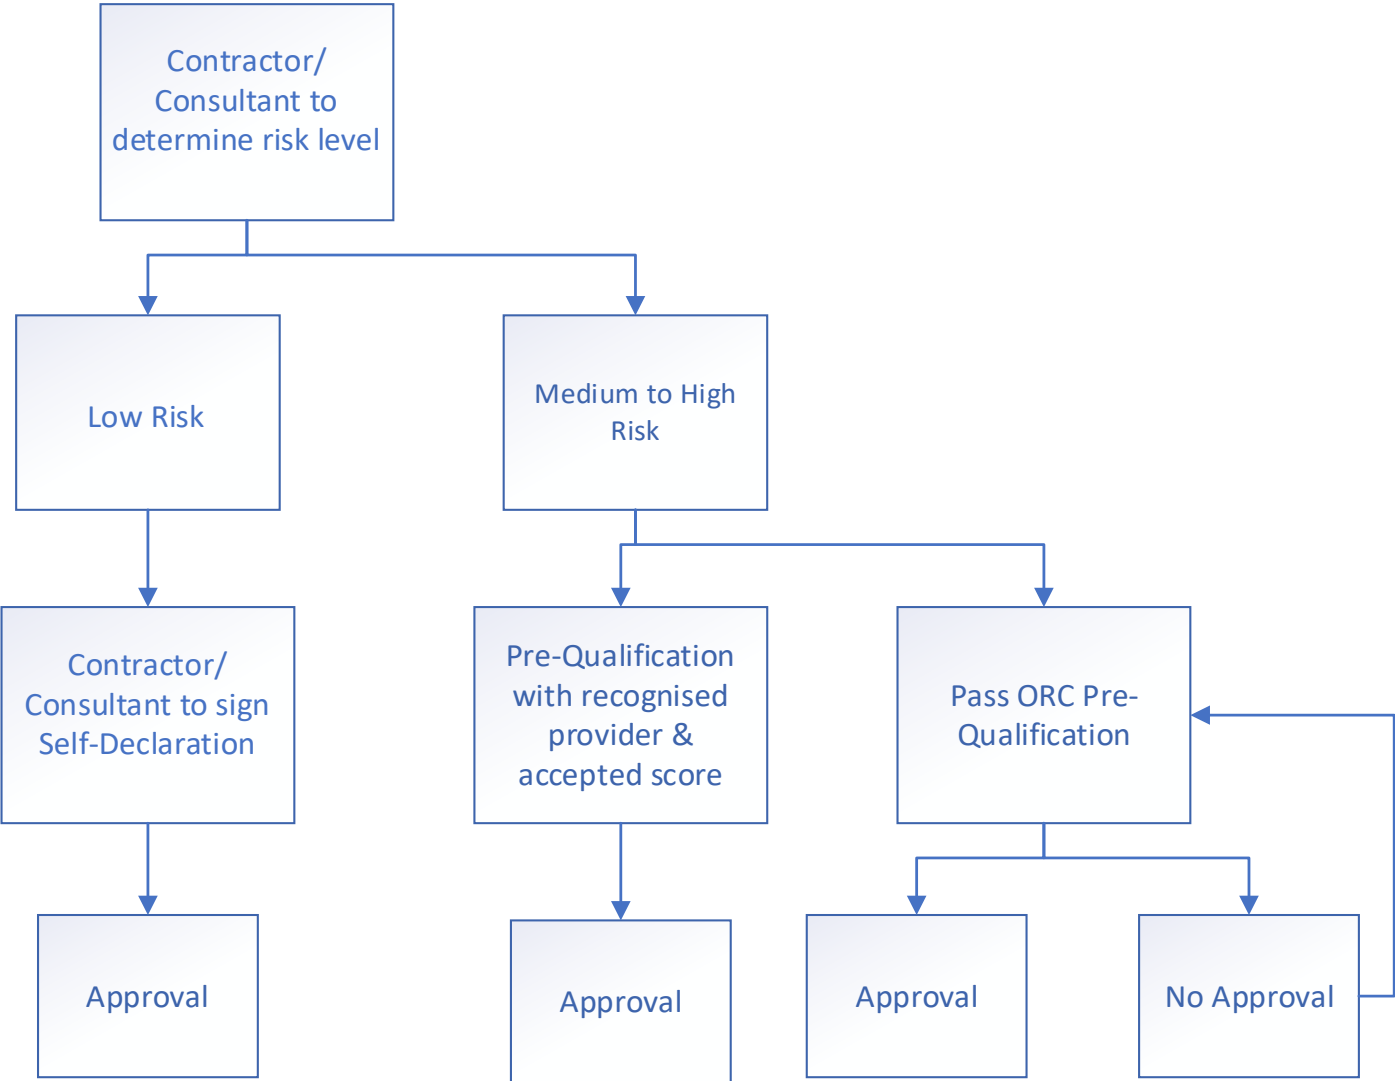 Contractor/
Consultant to
determine risk level
Low Risk
Medium to High
Risk
Contractor/
Consultant to sign
Self-Declaration
Pre-Qualification
with recognised
provider &
accepted score
Pass ORC Pre-
Qualification
Approval
Approval
Approval
No Approval